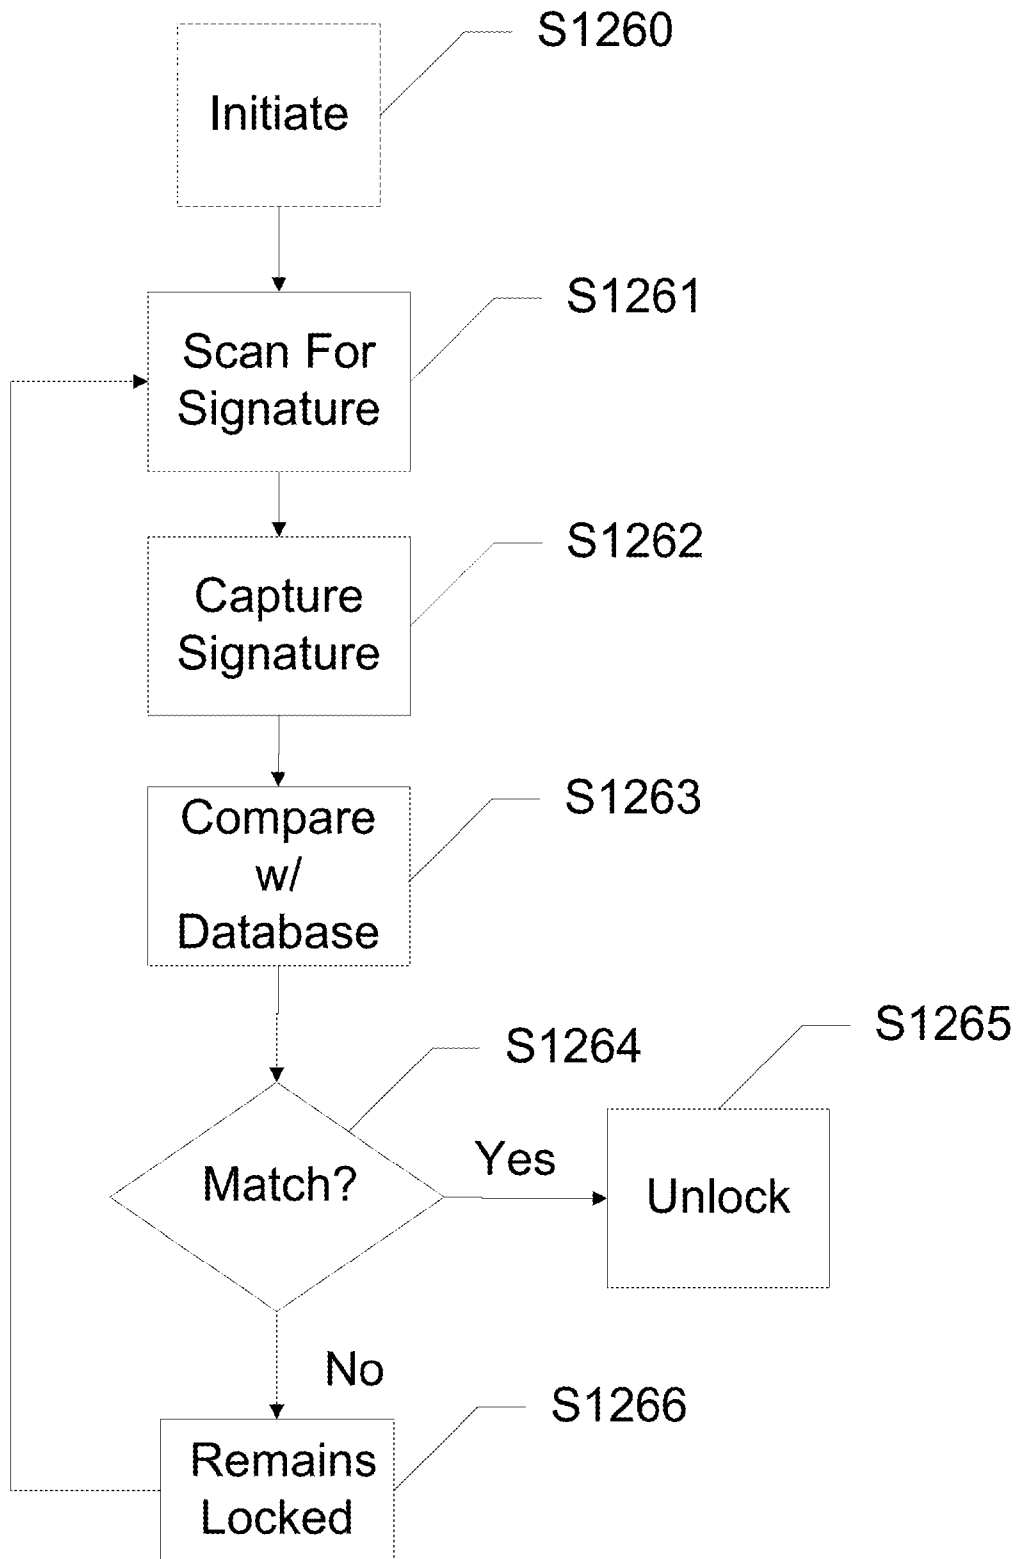 S1260
Initiate
S1261
Scan For
Signature
S1262
Capture
Signature
S1263
Compare
w/
Database
S1264
S1265
Match?
Yes
Unlock
No
S1266
Remains
Locked